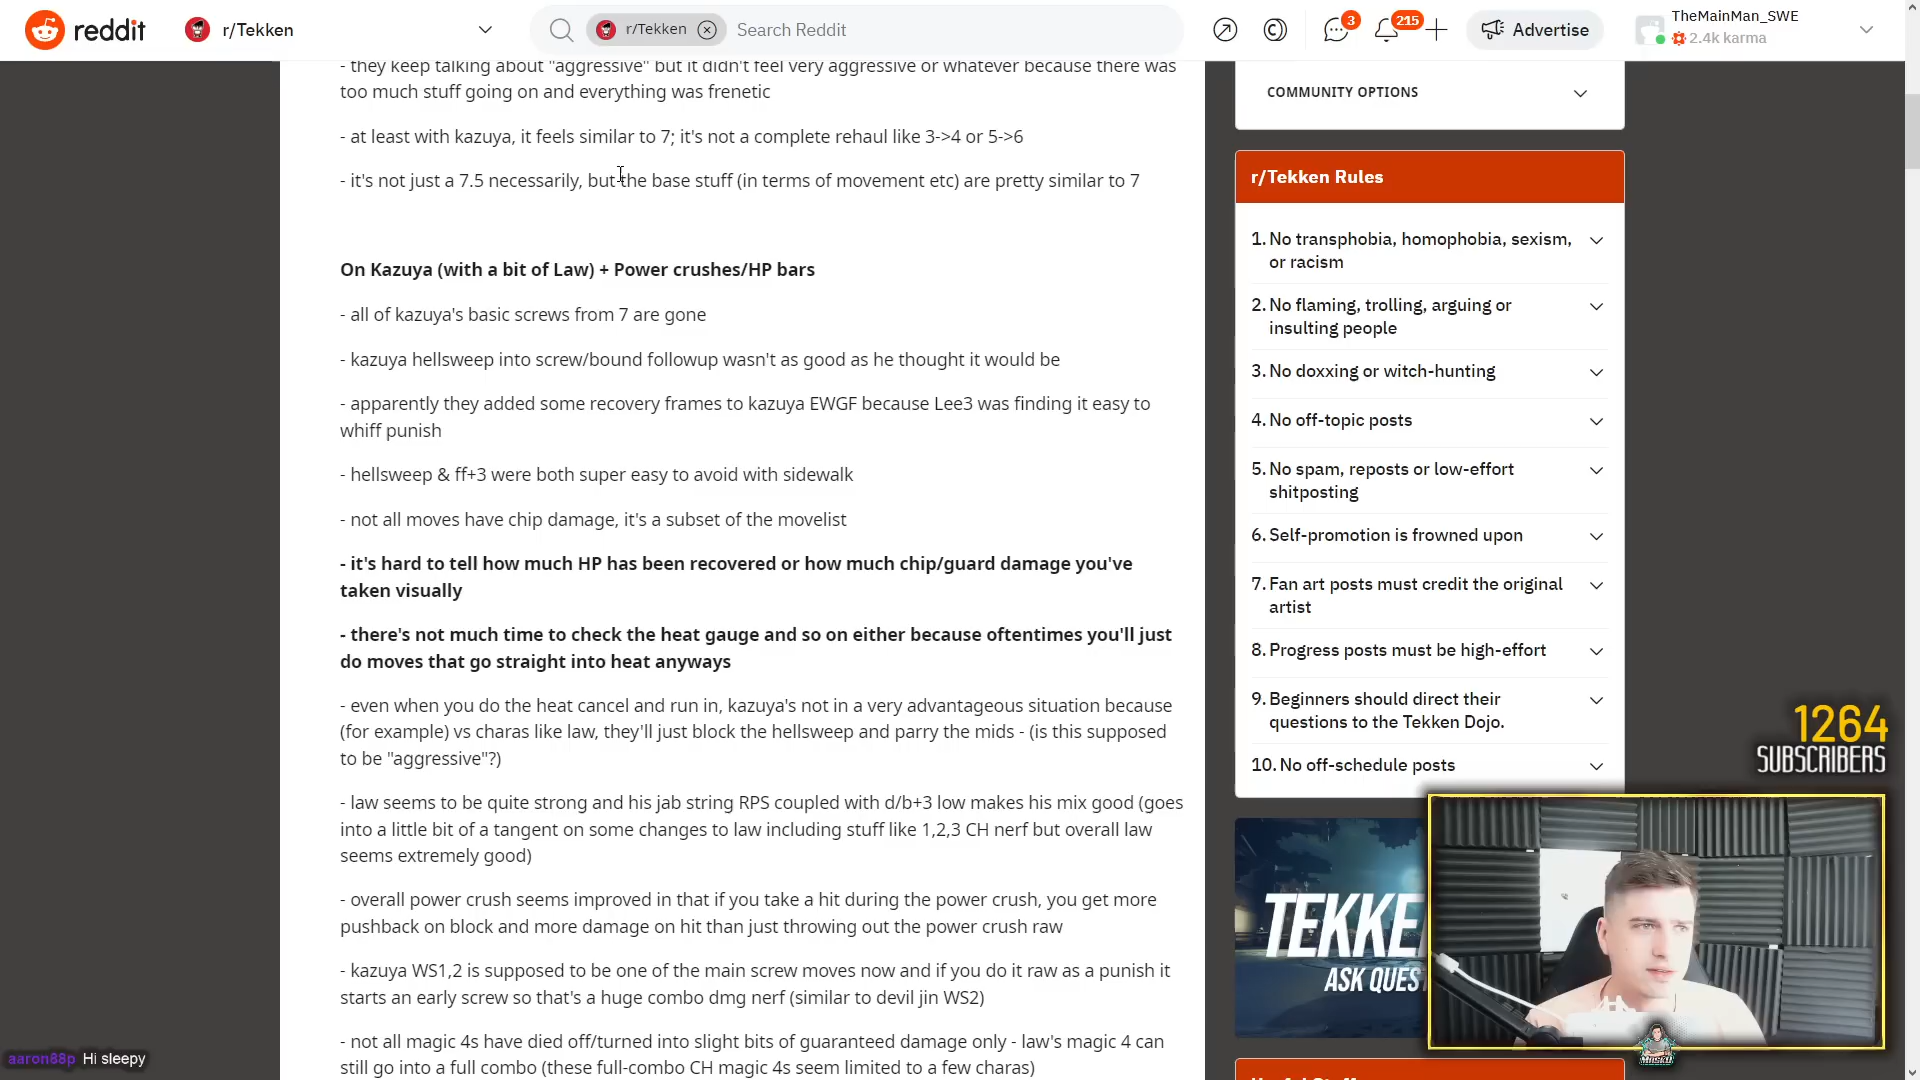 reddit
r/Tekken
r/Tekken
Search Reddit
3
215
Advertise
TheMainMan_SWE
2.4k karma
- they keep talking about "aggressive" but it didn't feel very aggressive or whatever because there was
too much stuff going on and everything was frenetic
- at least with kazuya, it feels similar to 7; it's not a complete rehaul like 3->4 or 5->6
- it's not just a 7.5 necessarily, but the base stuff (in terms of movement etc) are pretty similar to 7
On Kazuya (with a bit of Law) + Power crushes/HP bars
- all of kazuya's basic screws from 7 are gone
- kazuya hellsweep into screw/bound followup wasn't as good as he thought it would be
- apparently they added some recovery frames to kazuya EWGF because Lee3 was finding it easy to
whiff punish
- hellsweep & ff+3 were both super easy to avoid with sidewalk
- not all moves have chip damage, it's a subset of the movelist
- it's hard to tell how much HP has been recovered or how much chip/guard damage you've
taken visually
- there's not much time to check the heat gauge and so on either because oftentimes you'll just
do moves that go straight into heat anyways
- even when you do the heat cancel and run in, kazuya's not in a very advantageous situation because
(for example) vs charas like law, they'll just block the hellsweep and parry the mids - (is this supposed
to be "aggressive"?)
- law seems to be quite strong and his jab string RPS coupled with d/b+3 low makes his mix good (goes
into a little bit of a tangent on some changes to law including stuff like 1,2,3 CH nerf but overall law
seems extremely good)
- overall power crush seems improved in that if you take a hit during the power crush, you get more
pushback on block and more damage on hit than just throwing out the power crush raw
- kazuya WS1,2 is supposed to be one of the main screw moves now and if you do it raw as a punish it
starts an early screw so that's a huge combo dmg nerf (similar to devil jin WS2)
- not all magic 4s have died off/turned into slight bits of guaranteed damage only - law's magic 4 can
still go into a full combo (these full-combo CH magic 4s seem limited to a few charas)
COMMUNITY OPTIONS
r/Tekken Rules
1. No transphobia, homophobia, sexism,
or racism
2. No flaming, trolling, arguing or
insulting people
3. No doxxing or witch-hunting
4. No off-topic posts
5. No spam, reposts or low-effort
shitposting
6. Self-promotion is frowned upon
7. Fan art posts must credit the original
artist
8. Progress posts must be high-effort
9. Beginners should direct their
questions to the Tekken Dojo.
10. No off-schedule posts
1264
SUBSCRIBERS
TEKKE
ASK QUES
aaron88p Hi sleepy